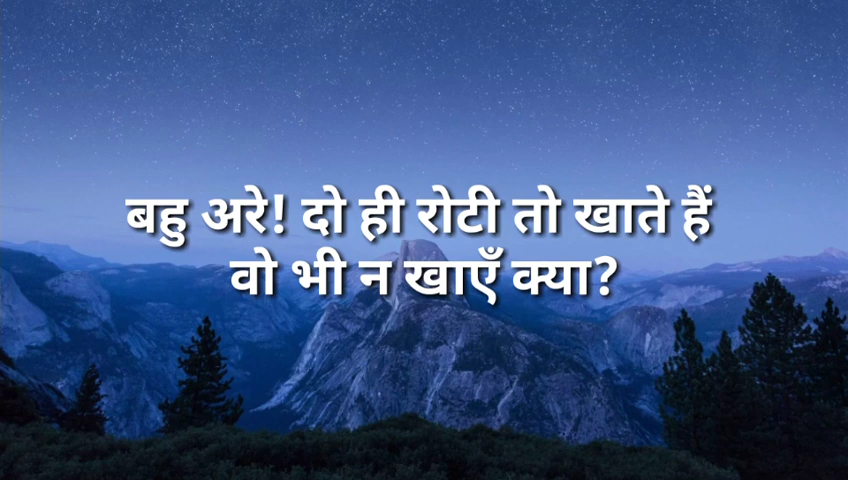 बहु अरे! दो ही रोटी तो खाते हैं
वो भी न खाएँ क्या?